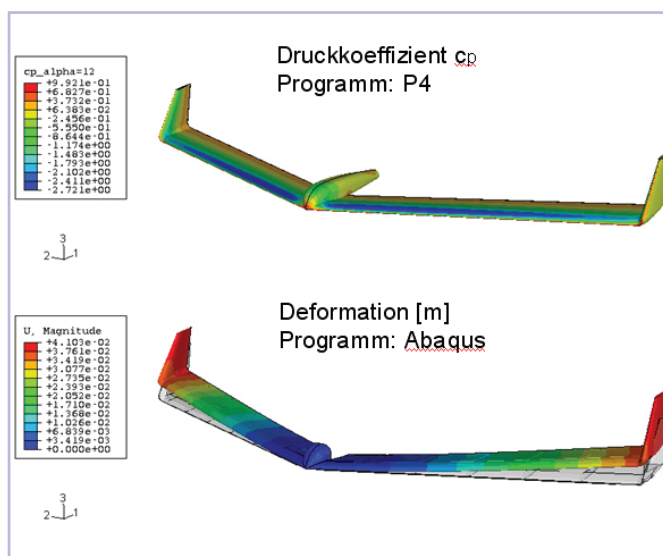 Druckkoeffizient cp
Programm: P4
cp_alpha=12
+9.921e-01
+6.827e-01
+3.732e-01
+6.383e-02
-2.456e-01
-5.550e-01
-8.644e-01
-1.174e+00
-1.483e+00
-1.793e+00
-2.102e+00
-2.411e+00
-2.721e+00
3
2
1
Deformation [m]
Programm: Abaqus
U, Magnitude
+4.103e-02
+3.761e-02
+3.419e-02
+3.077e-02
+2.735e-02
+2.393e-02
+2.052e-02
+1.710e-02
+1.368e-02
+1.026e-02
+6.839e-03
+3.419e-03
+0.000e+00
3
2
1